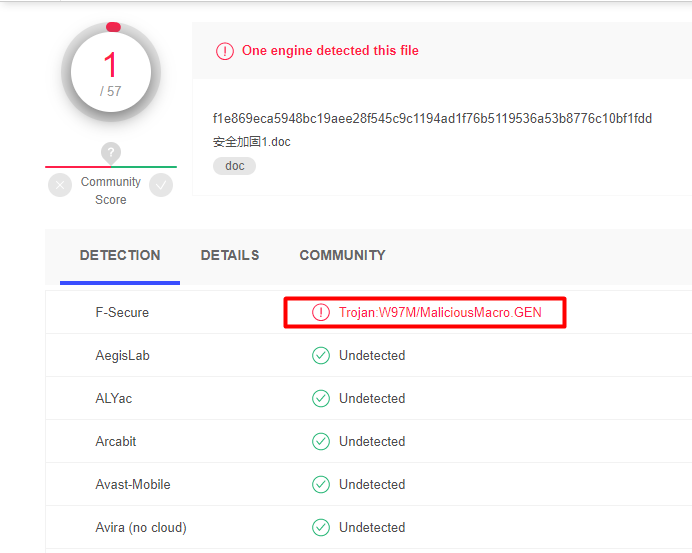 1
/ 57
?
Community
Score
One engine detected this file
f1e869eca5948bc19aee28f545c9c1194ad1f76b5119536a53b8776c10bf1fdd
安全加固1.doc
doc
DETECTION DETAILS COMMUNITY
F-Secure Trojan:W97M/MaliciousMacro.GEN
AegisLab Undetected
ALYac Undetected
Arcabit Undetected
Avast-Mobile Undetected
Avira (no cloud) Undetected